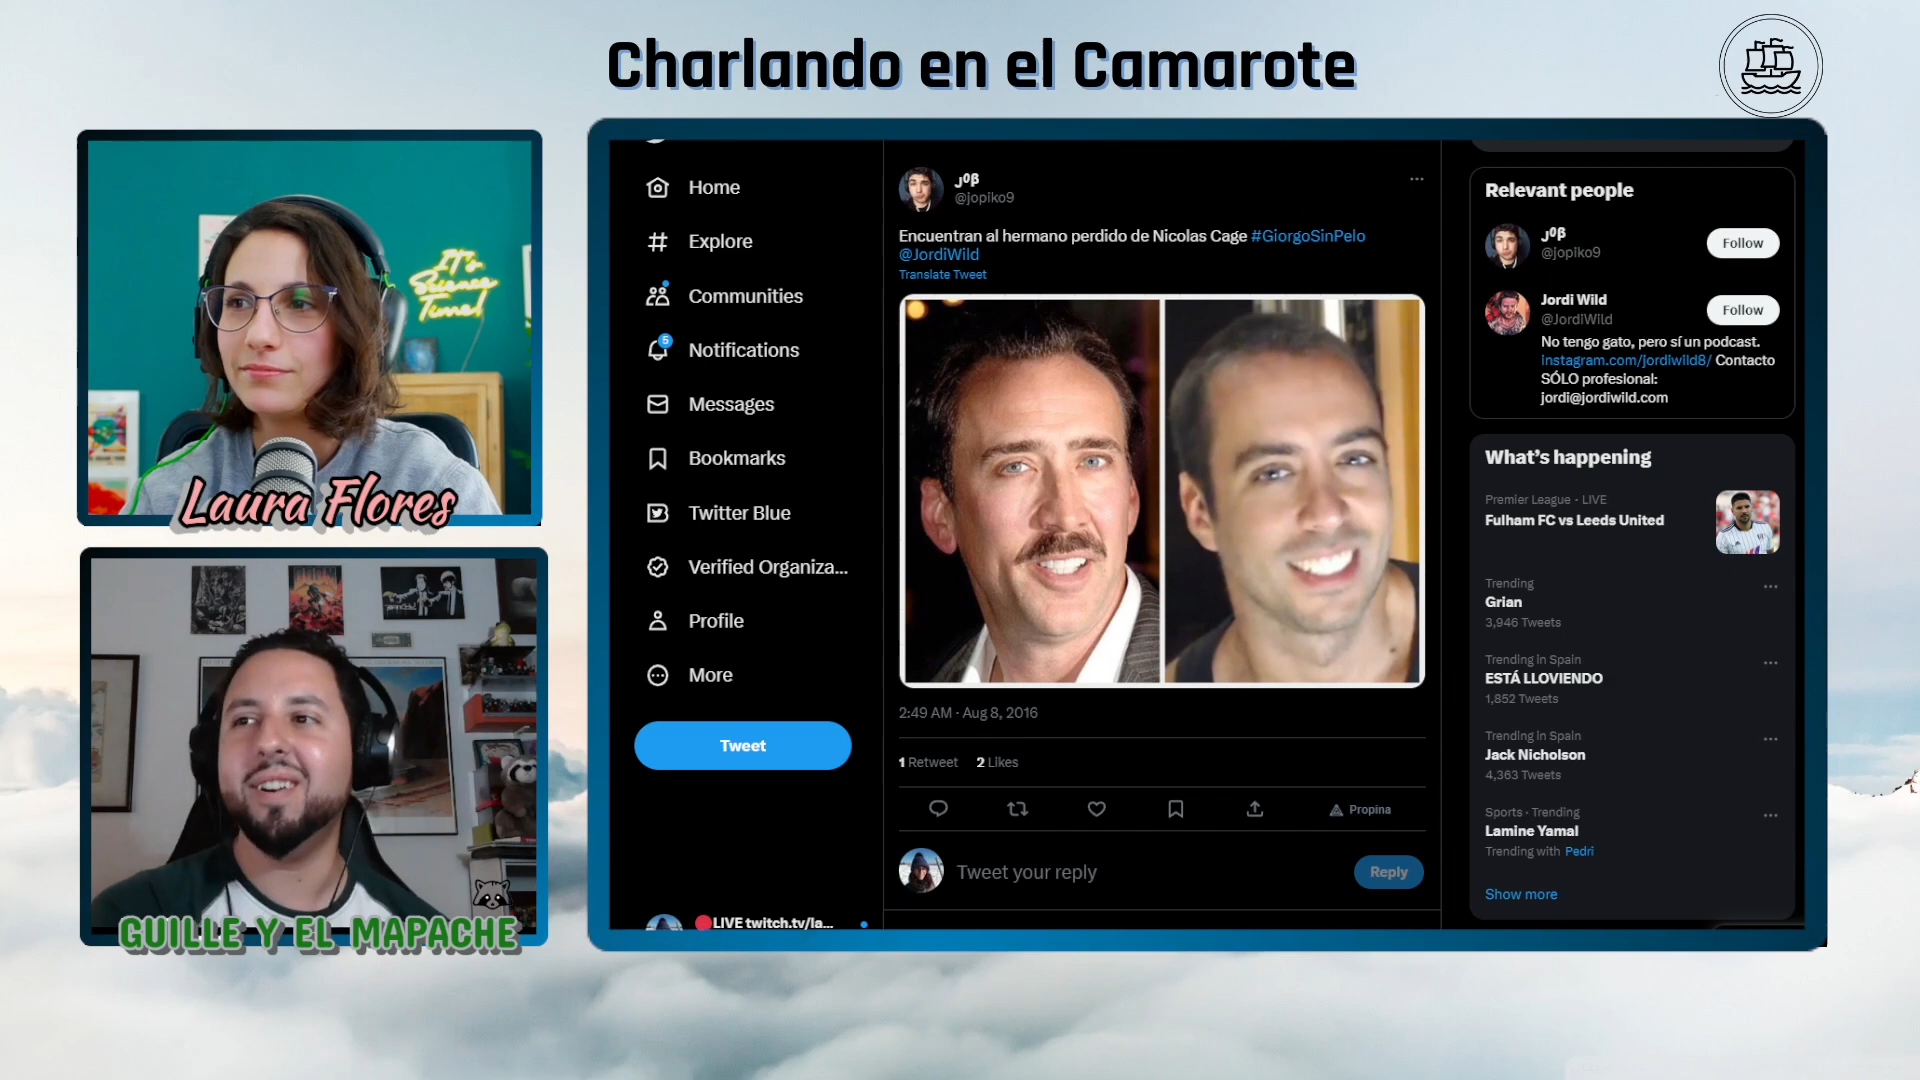 Charlando en el Camarote
It's
Science
Time!
Laura Flores
DOOM
GUILLE Y EL MAPACHE
Home
Explore
Communities
5
Notifications
Messages
Bookmarks
Twitter Blue
Verified Organiza...
Profile
More
Tweet
LIVE twitch.tv/la...
J⁰β
@jopiko9
Encuentran al hermano perdido de Nicolas Cage #GiorgoSinPelo
@JordiWild
Translate Tweet
2:49 AM · Aug 8, 2016
1 Retweet 2 Likes
Propina
Tweet your reply
Reply
Relevant people
J⁰β
@jopiko9
Follow
Jordi Wild
@JordiWild
Follow
No tengo gato, pero sí un podcast.
instagram.com/jordiwild8/ Contacto
SÓLO profesional:
jordi@jordiwild.com
What's happening
Premier League · LIVE
Fulham FC vs Leeds United
Trending
Grian
3,946 Tweets
Trending in Spain
ESTÁ LLOVIENDO
1,852 Tweets
Trending in Spain
Jack Nicholson
4,363 Tweets
Sports · Trending
Lamine Yamal
Trending with Pedri
Show more